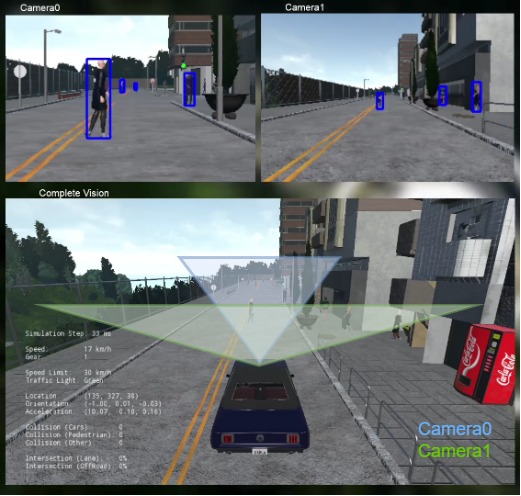 Camera0
Camera1
Complete Vision
Simulation Step: 33 ms
Speed: 17 km/h
Gear: 1
Speed Limit: 30 km/h
Traffic Light: Green
Location (135, 327, 38)
Orientation (-1.00, 0.01, -0.03)
Acceleration (10.07, 0.10, 0.16)
Collision (Cars) 0
Collision (Pedestrian) 0
Collision (Other) 0
Intersection (Lane) 0%
Intersection (OffRoad) 0%
Coca-Cola
Camera0
Camera1